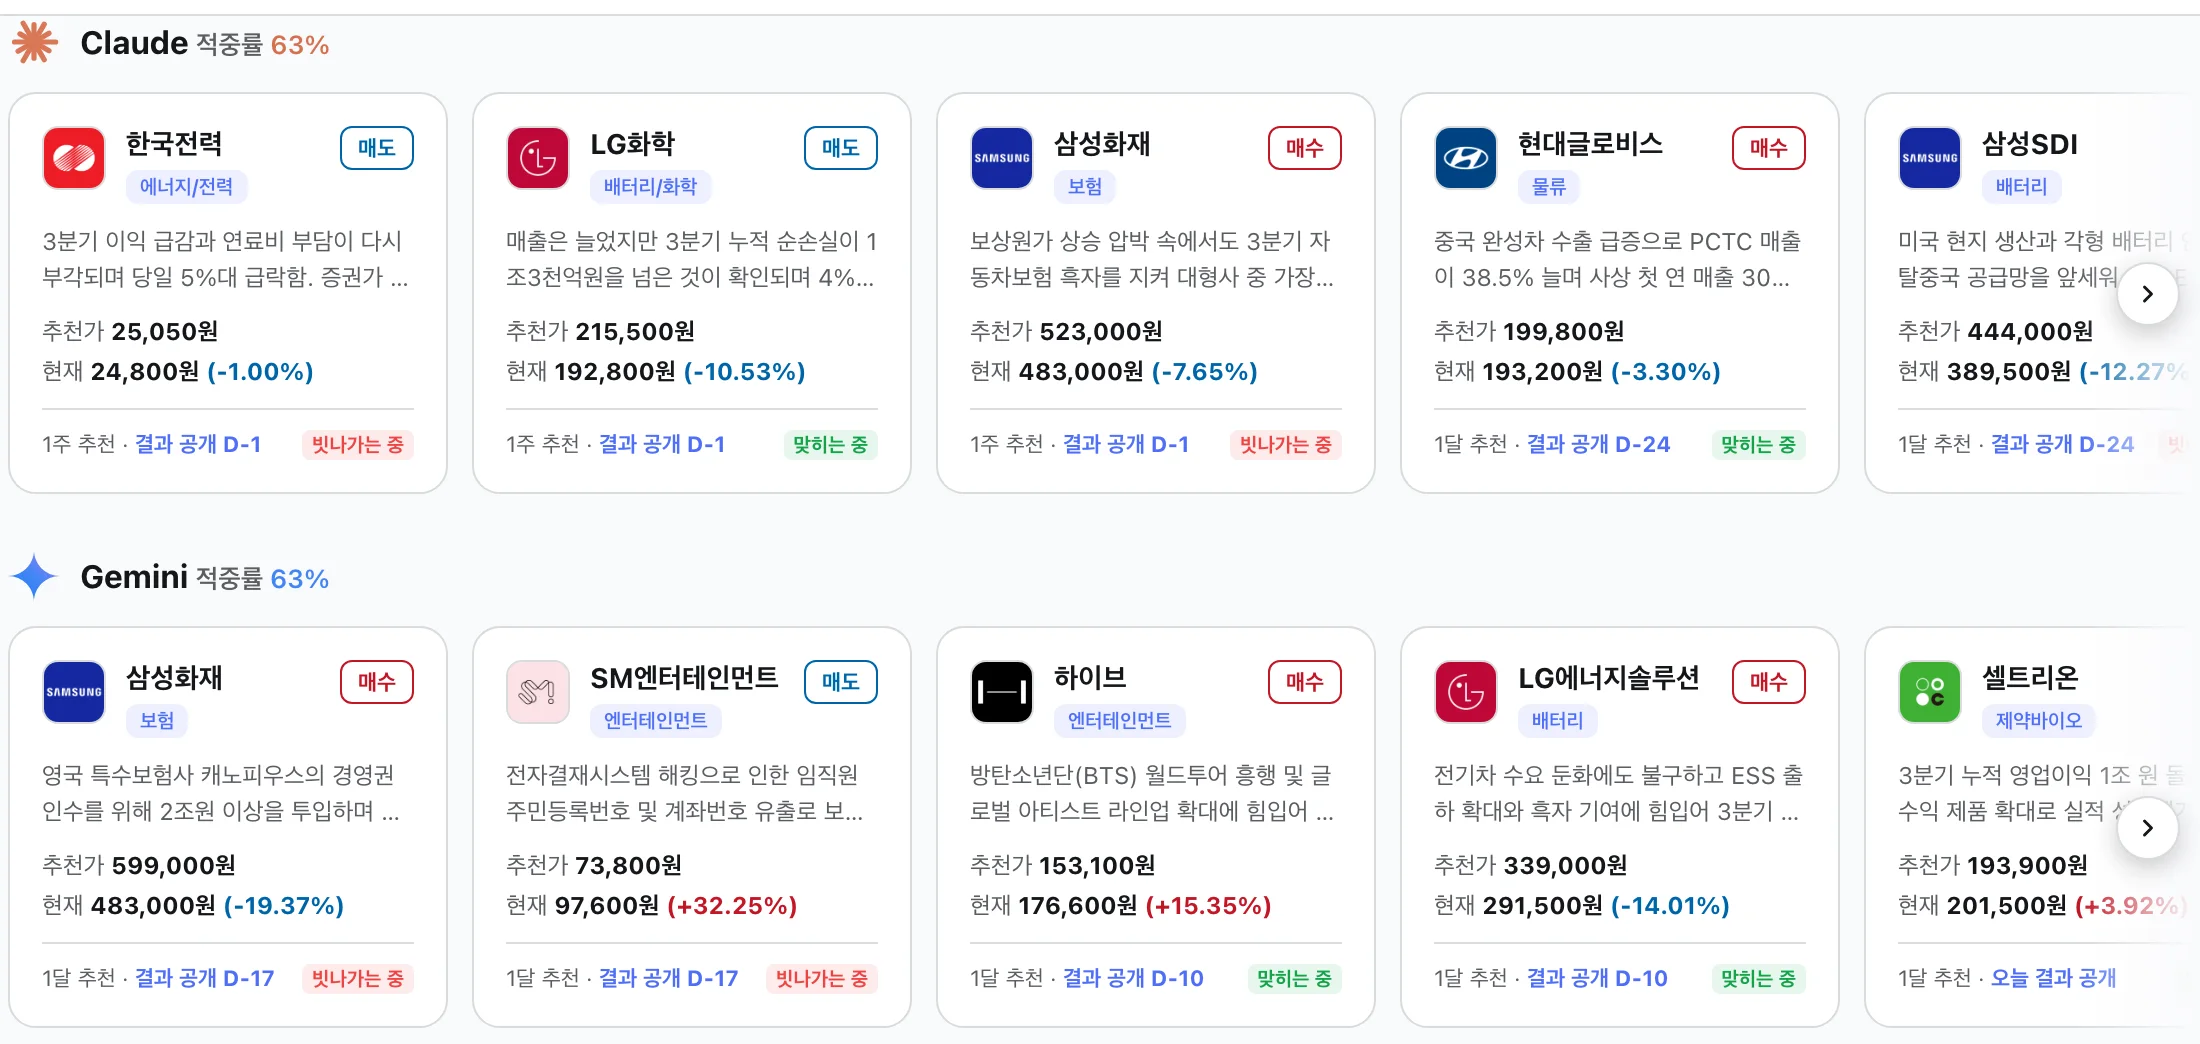 Claude 적중률 63%
한국전력
매도
에너지/전력
3분기 이익 급감과 연료비 부담이 다시
부각되며 당일 5%대 급락함. 증권가 ...
추천가 25,050원
현재 24,800원 (-1.00%)
1주 추천 · 결과 공개 D-1
빗나가는 중
LG화학
매도
배터리/화학
매출은 늘었지만 3분기 누적 순손실이 1
조3천억원을 넘은 것이 확인되며 4%...
추천가 215,500원
현재 192,800원 (-10.53%)
1주 추천 · 결과 공개 D-1
맞히는 중
SAMSUNG
삼성화재
매수
보험
보상원가 상승 압박 속에서도 3분기 자
동차보험 흑자를 지켜 대형사 중 가장...
추천가 523,000원
현재 483,000원 (-7.65%)
1주 추천 · 결과 공개 D-1
빗나가는 중
현대글로비스
매수
물류
중국 완성차 수출 급증으로 PCTC 매출
이 38.5% 늘며 사상 첫 연 매출 30...
추천가 199,800원
현재 193,200원 (-3.30%)
1달 추천 · 결과 공개 D-24
맞히는 중
SAMSUNG
삼성SDI
배터리
미국 현지 생산과 각형 배터리
탈중국 공급망을 앞세워
추천가 444,000원
현재 389,500원 (-12.27%
1달 추천 · 결과 공개 D-24
Gemini 적중률 63%
SAMSUNG
삼성화재
매수
보험
영국 특수보험사 캐노피우스의 경영권
인수를 위해 2조원 이상을 투입하며 ...
추천가 599,000원
현재 483,000원 (-19.37%)
1달 추천 · 결과 공개 D-17
빗나가는 중
SM엔터테인먼트
매도
엔터테인먼트
전자결재시스템 해킹으로 인한 임직원
주민등록번호 및 계좌번호 유출로 보...
추천가 73,800원
현재 97,600원 (+32.25%)
1달 추천 · 결과 공개 D-17
빗나가는 중
하이브
매수
엔터테인먼트
방탄소년단(BTS) 월드투어 흥행 및 글
로벌 아티스트 라인업 확대에 힘입어 ...
추천가 153,100원
현재 176,600원 (+15.35%)
1달 추천 · 결과 공개 D-10
맞히는 중
LG에너지솔루션
매수
배터리
전기차 수요 둔화에도 불구하고 ESS 출
하 확대와 흑자 기여에 힘입어 3분기 ...
추천가 339,000원
현재 291,500원 (-14.01%)
1달 추천 · 결과 공개 D-10
맞히는 중
셀트리온
제약바이오
3분기 누적 영업이익 1조 원
수익 제품 확대로 실적
추천가 193,900원
현재 201,500원 (+3.92%)
1달 추천 · 오늘 결과 공개